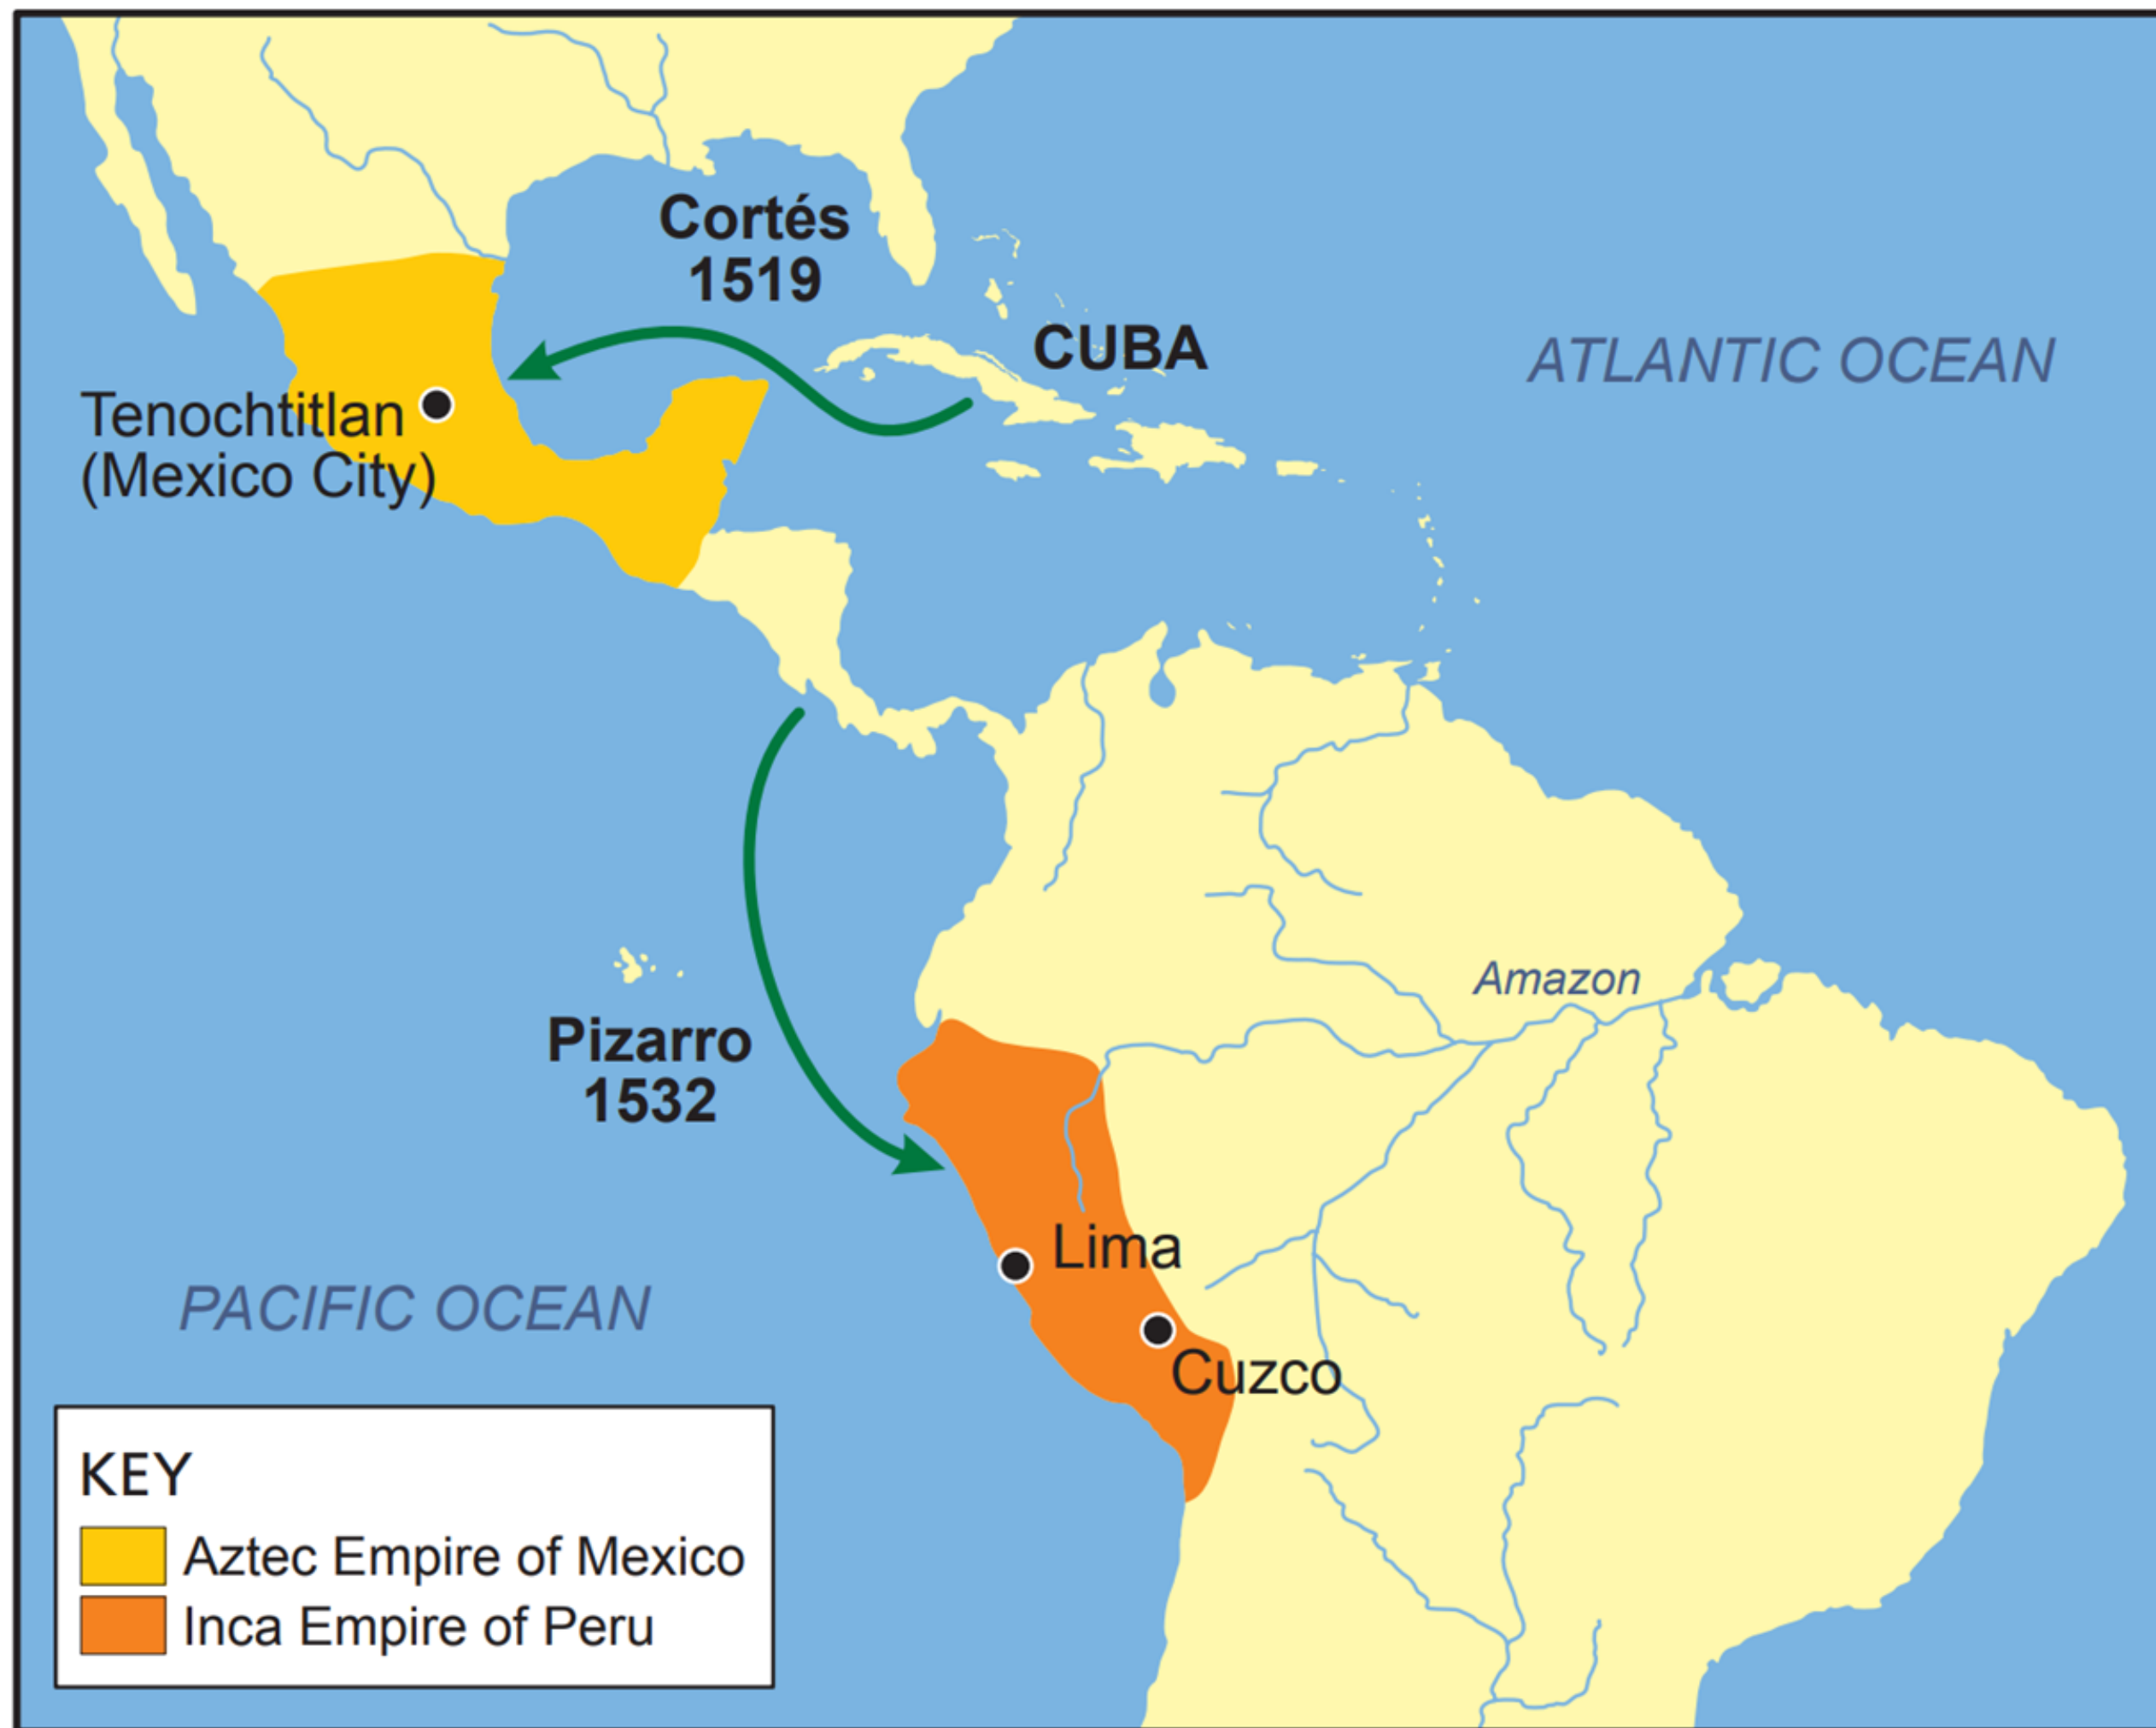 Cortés
1519
CUBA
ATLANTIC OCEAN
Tenochtitlan
(Mexico City)
Amazon
Pizarro
1532
Lima
PACIFIC OCEAN
Cuzco
KEY
Aztec Empire of Mexico
Inca Empire of Peru